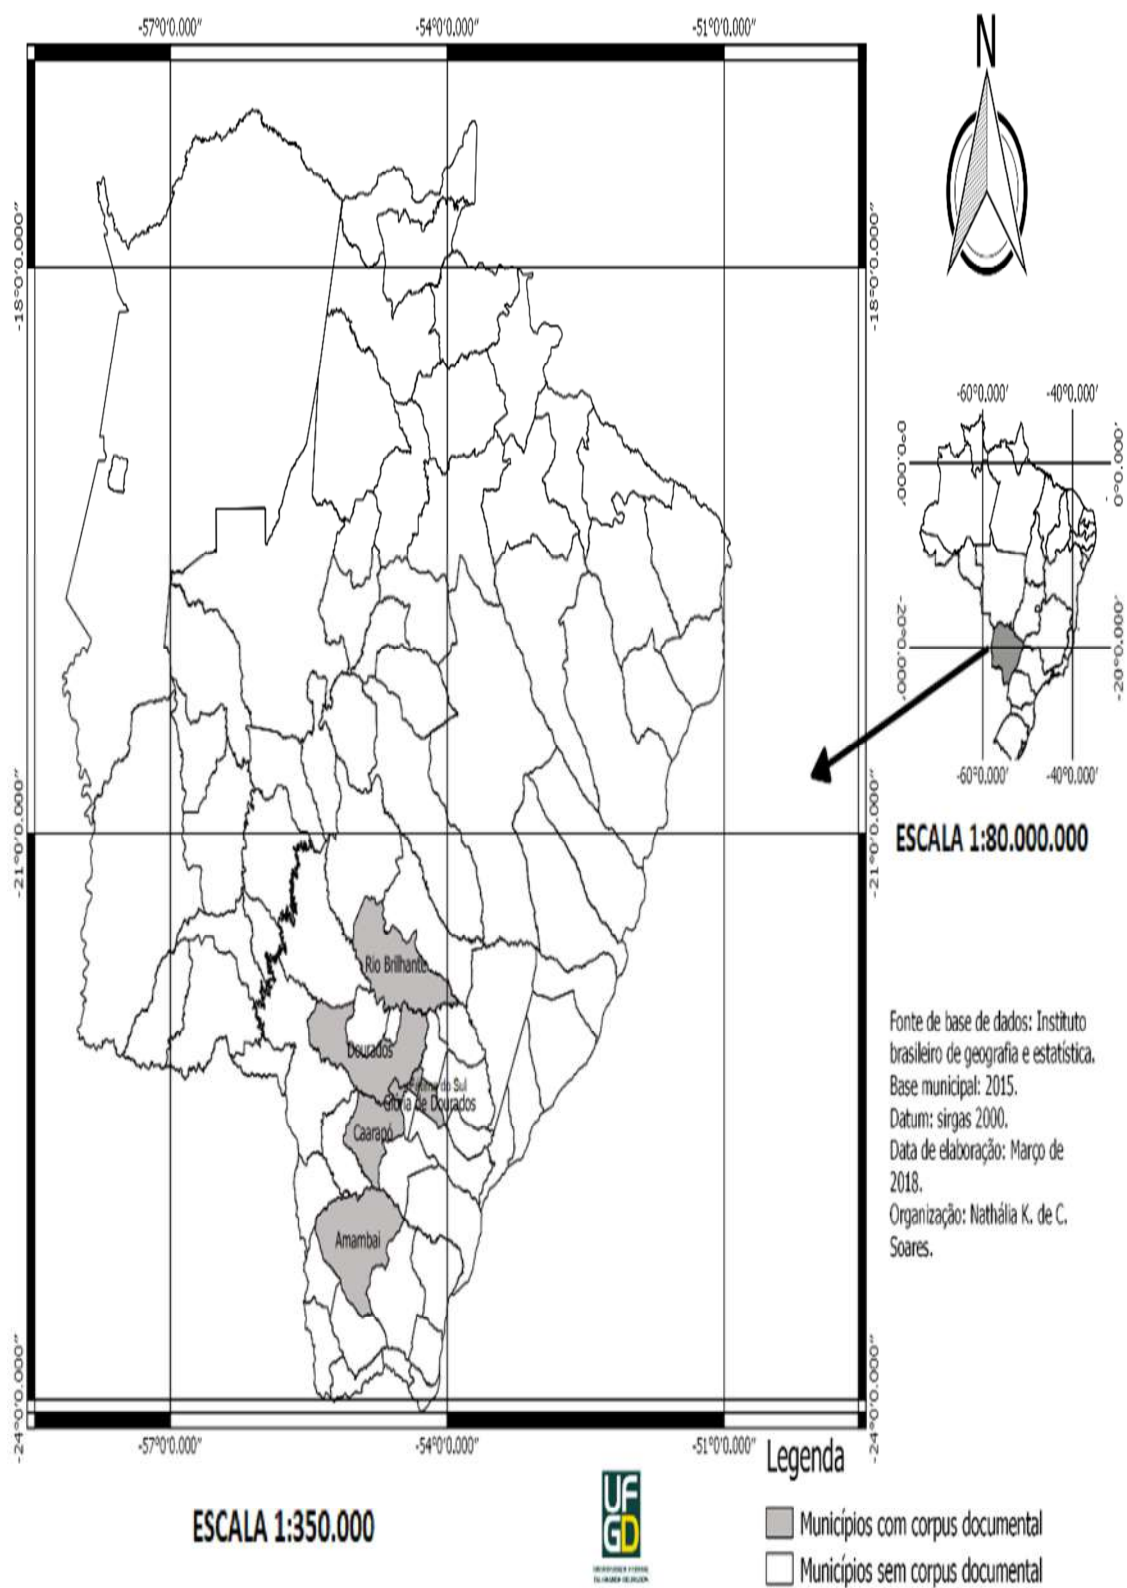 -57°0'0.000" -54°0'0.000" -51°0'0.000"
N
-18°0'0.000" -18°0'0.000"
-60°0.000' -40°0.000'
0°0.000' 0°0.000'
-20°0.000' -20°0.000'
-60°0.000' -40°0.000'
-21°0'0.000" -21°0'0.000"
ESCALA 1:80.000.000
Rio Brilhante
Dourados
do Sul
Glória de Dourados
Caarapó
Amambai
Fonte de base de dados: Instituto
brasileiro de geografia e estatística.
Base municipal: 2015.
Datum: sirgas 2000.
Data de elaboração: Março de
2018.
Organização: Nathália K. de C.
Soares.
-24°0'0.000" -24°0'0.000"
-57°0'0.000" -54°0'0.000" -51°0'0.000"
Legenda
ESCALA 1:350.000
UF
GD
Municípios com corpus documental
Municípios sem corpus documental